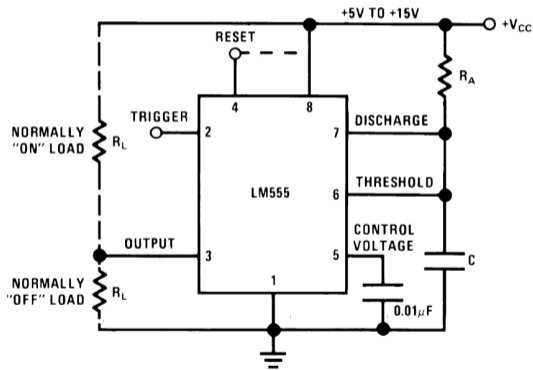 +5V TO +15V
+VCC
RESET
RA
4
8
TRIGGER
2
7
DISCHARGE
NORMALLY
"ON" LOAD
RL
LM555
6
THRESHOLD
CONTROL
VOLTAGE
OUTPUT
3
5
C
NORMALLY
"OFF" LOAD
RL
1
0.01µF